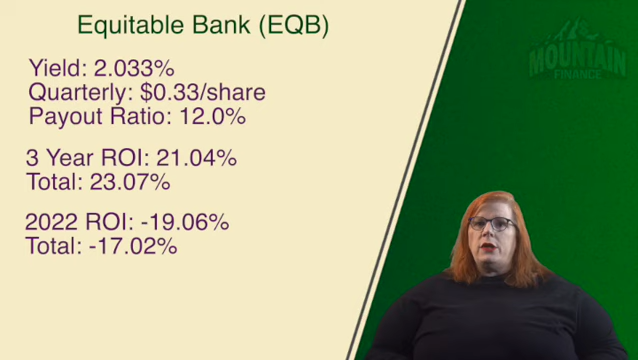 Equitable Bank (EQB)
Yield: 2.033%
Quarterly: $0.33/share
Payout Ratio: 12.0%
3 Year ROI: 21.04%
Total: 23.07%
2022 ROI: -19.06%
Total: -17.02%
MOUNTAIN
FINANCE